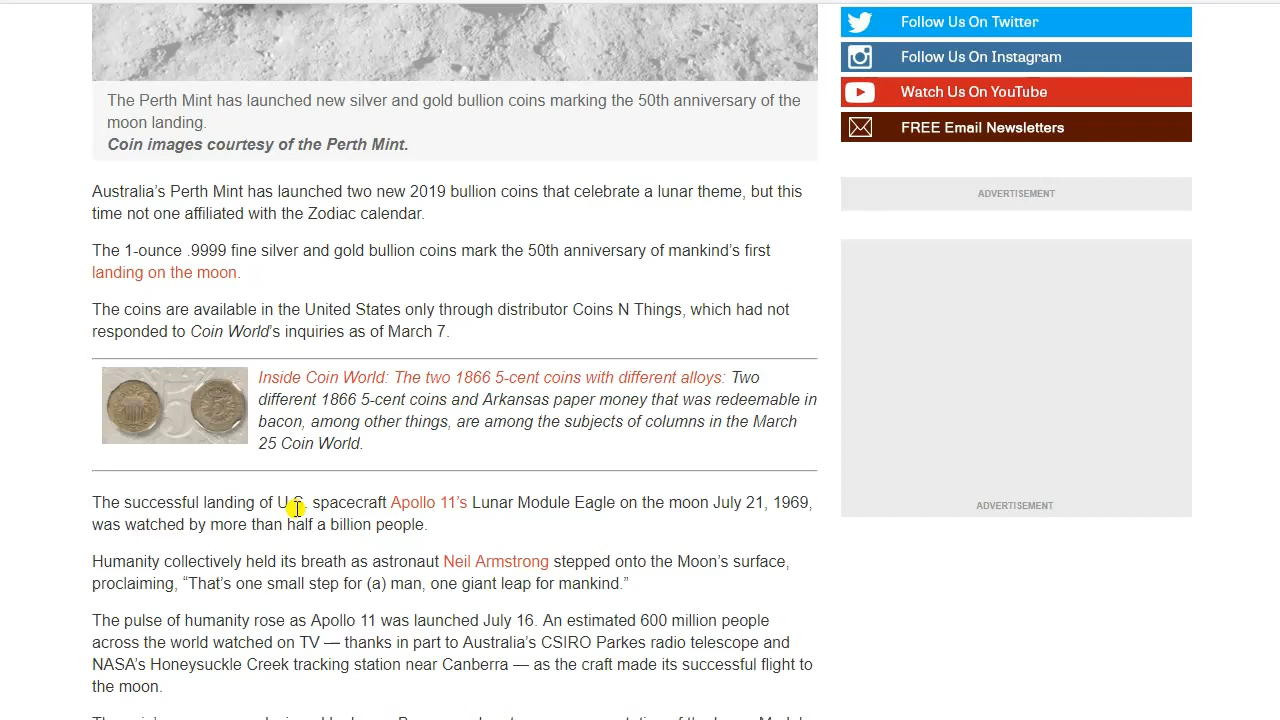 The Perth Mint has launched new silver and gold bullion coins marking the 50th anniversary of the
moon landing.
Coin images courtesy of the Perth Mint.
Australia’s Perth Mint has launched two new 2019 bullion coins that celebrate a lunar theme, but this
time not one affiliated with the Zodiac calendar.
The 1-ounce .9999 fine silver and gold bullion coins mark the 50th anniversary of mankind’s first
landing on the moon.
The coins are available in the United States only through distributor Coins N Things, which had not
responded to Coin World’s inquiries as of March 7.
Inside Coin World: The two 1866 5-cent coins with different alloys: Two
different 1866 5-cent coins and Arkansas paper money that was redeemable in
bacon, among other things, are among the subjects of columns in the March
25 Coin World.
The successful landing of U.S. spacecraft Apollo 11’s Lunar Module Eagle on the moon July 21, 1969,
was watched by more than half a billion people.
Humanity collectively held its breath as astronaut Neil Armstrong stepped onto the Moon’s surface,
proclaiming, “That’s one small step for (a) man, one giant leap for mankind.”
The pulse of humanity rose as Apollo 11 was launched July 16. An estimated 600 million people
across the world watched on TV — thanks in part to Australia’s CSIRO Parkes radio telescope and
NASA’s Honeysuckle Creek tracking station near Canberra — as the craft made its successful flight to
the moon.
Follow Us On Twitter
Follow Us On Instagram
Watch Us On YouTube
FREE Email Newsletters
ADVERTISEMENT
ADVERTISEMENT